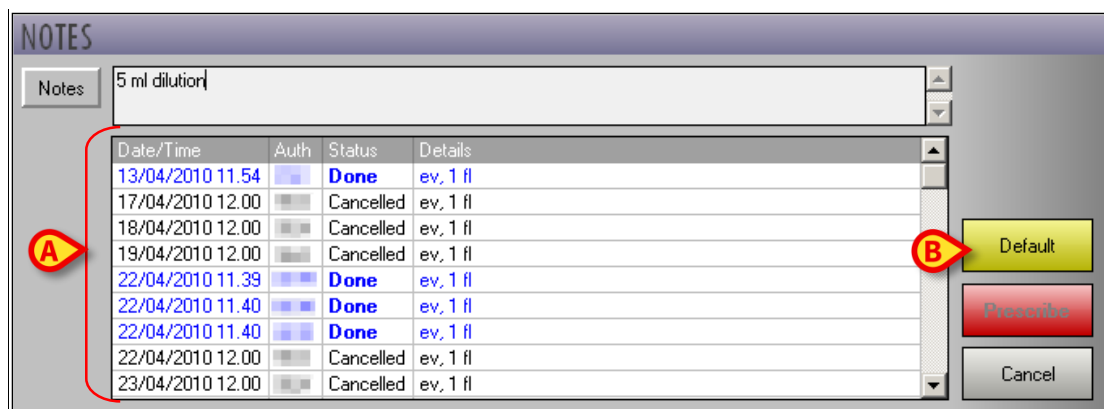 NOTES
Notes
5 ml dilution
Date/Time Auth Status Details
13/04/2010 11.54 Done ev, 1 fl
17/04/2010 12.00 Cancelled ev, 1 fl
18/04/2010 12.00 Cancelled ev, 1 fl
19/04/2010 12.00 Cancelled ev, 1 fl
22/04/2010 11.39 Done ev, 1 fl
22/04/2010 11.40 Done ev, 1 fl
22/04/2010 11.40 Done ev, 1 fl
22/04/2010 12.00 Cancelled ev, 1 fl
23/04/2010 12.00 Cancelled ev, 1 fl
A
B
Default
Prescribe
Cancel